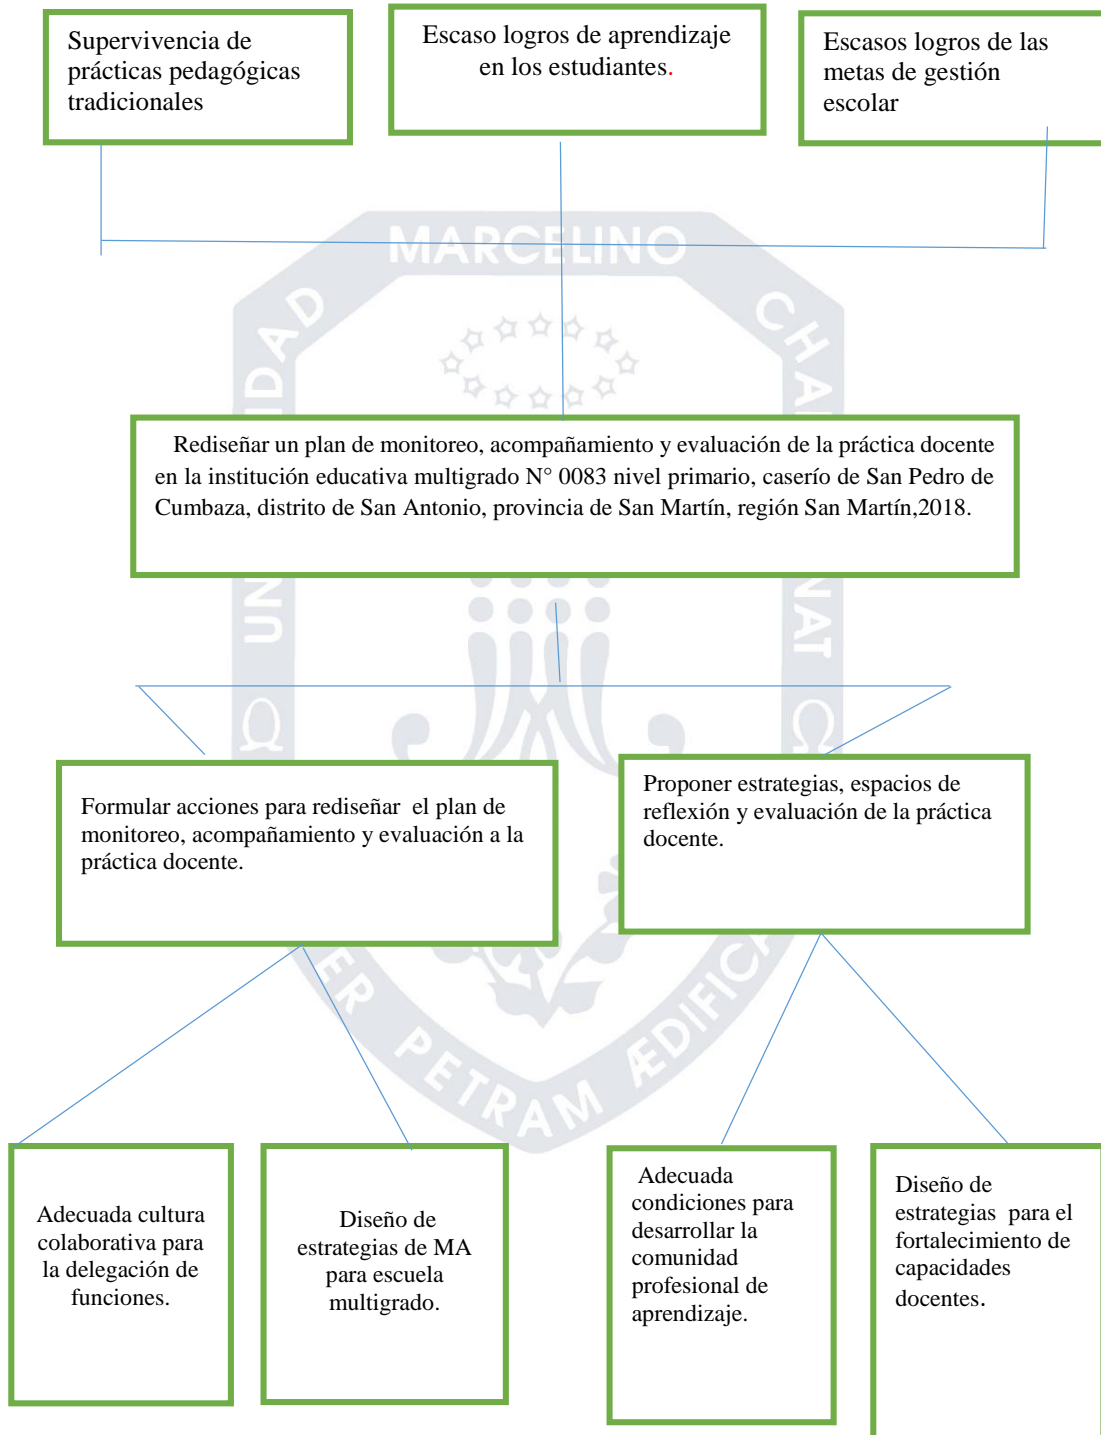 Supervivencia de
prácticas pedagógicas
tradicionales
Escaso logros de aprendizaje
en los estudiantes.
Escasos logros de las
metas de gestión
escolar
MARCELINO
Rediseñar un plan de monitoreo, acompañamiento y evaluación de la práctica docente
en la institución educativa multigrado N° 0083 nivel primario, caserío de San Pedro de
Cumbaza, distrito de San Antonio, provincia de San Martín, región San Martín,2018.
Formular acciones para rediseñar el plan de
monitoreo, acompañamiento y evaluación a la
práctica docente.
Proponer estrategias, espacios de
reflexión y evaluación de la práctica
docente.
PETRAM
Adecuada cultura
colaborativa para
la delegación de
funciones.
Diseño de
estrategias de MA
para escuela
multigrado.
Adecuada
condiciones para
desarrollar la
comunidad
profesional de
aprendizaje.
Diseño de
estrategias para el
fortalecimiento de
capacidades
docentes.